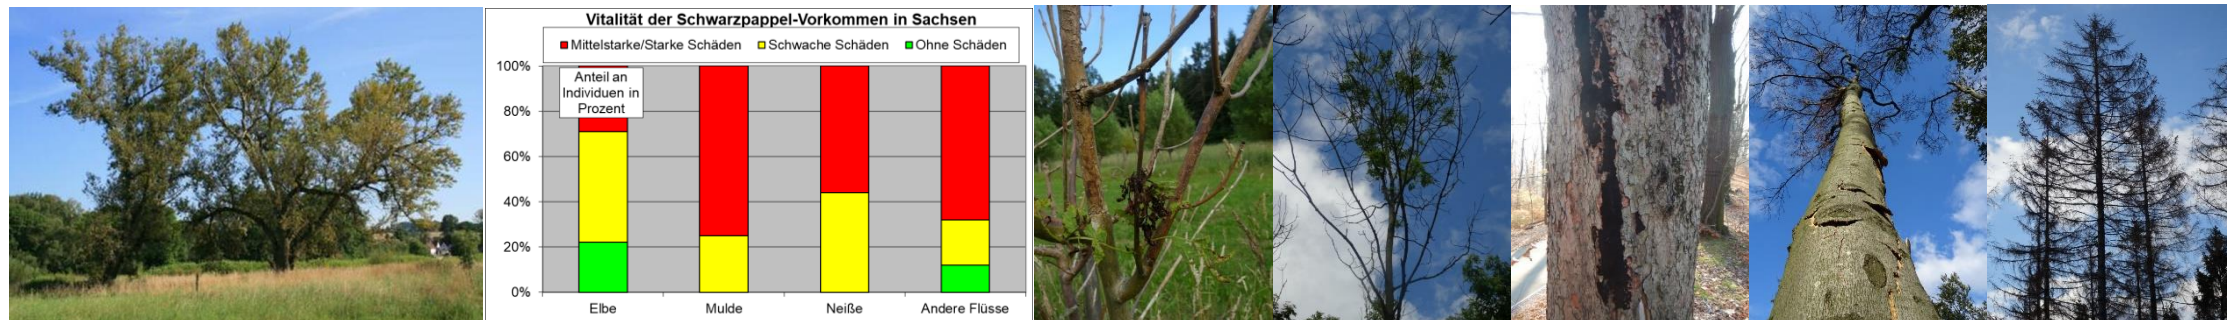 Vitalität der Schwarzpappel-Vorkommen in Sachsen
Mittelstarke/Starke Schäden Schwache Schäden Ohne Schäden
Anteil an
Individuen in
Prozent
100%
80%
60%
40%
20%
0%
Elbe Mulde Neiße Andere Flüsse